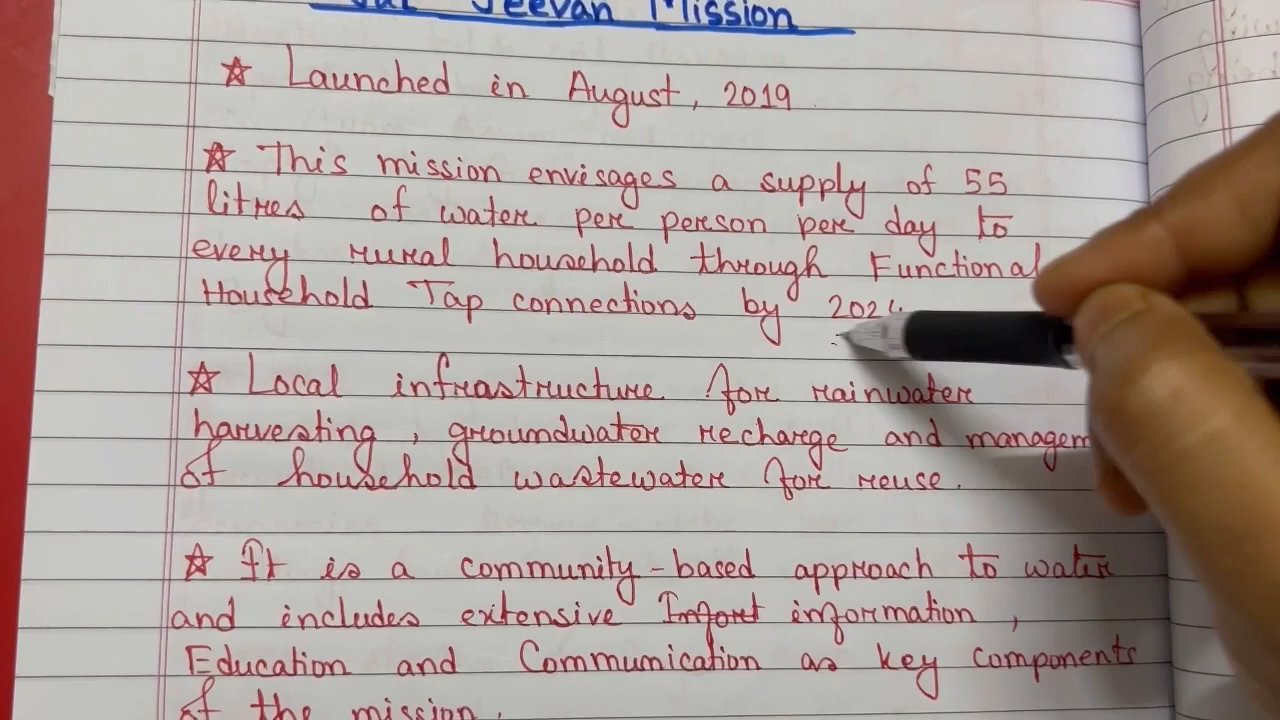 Jal Jeevan Mission
☆ Launched in August, 2019
☆ This mission envisages a supply of 55
litres of water per person per day to
every rural household through Functional
Household Tap connections by 2024
☆ Local infrastructure for rainwater
harvesting, groundwater recharge and managem
of household wastewater for reuse.
☆ It is a community-based approach to water
and includes extensive Infort information,
Education and Communication as key components
of the mission.